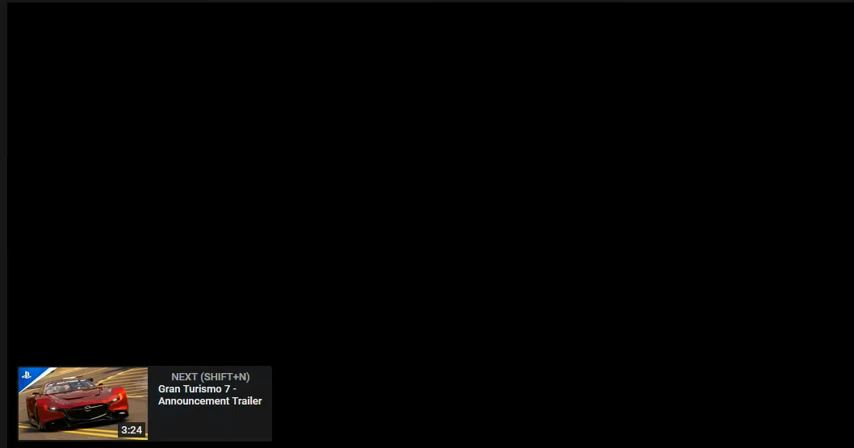 NEXT (SHIFT+N)
Gran Turismo 7 -
Announcement Trailer
3:24